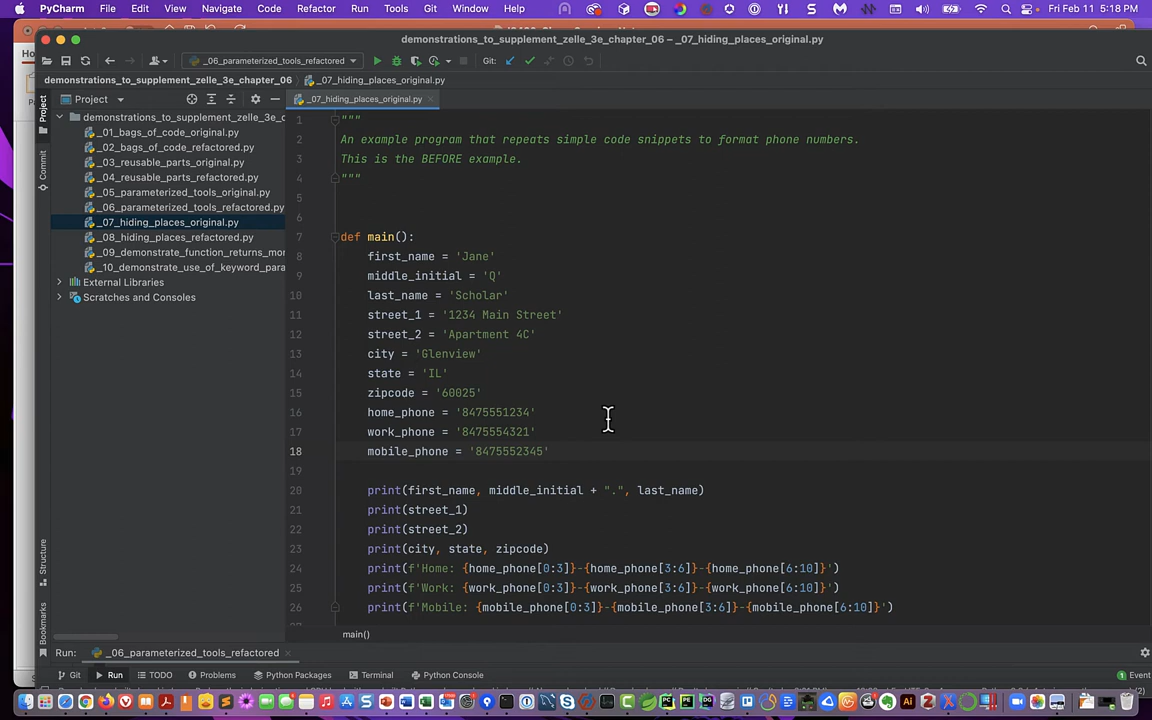 PyCharm File Edit View Navigate Code Refactor Run Tools Git Window Help Fri Feb 11 5:18 PM
demonstrations_to_supplement_zelle_3e_chapter_06 – _07_hiding_places_original.py
_06_parameterized_tools_refactored Git:
demonstrations_to_supplement_zelle_3e_chapter_06 _07_hiding_places_original.py
Project _07_hiding_places_original.py
demonstrations_to_supplement_zelle_3e_c
_01_bags_of_code_original.py
_02_bags_of_code_refactored.py
_03_reusable_parts_original.py
_04_reusable_parts_refactored.py
_05_parameterized_tools_original.py
_06_parameterized_tools_refactored.py
_07_hiding_places_original.py
_08_hiding_places_refactored.py
_09_demonstrate_function_returns_mor
_10_demonstrate_use_of_keyword_para
External Libraries
Scratches and Consoles
Project
Commit
Structure
Bookmarks
1 """
2 An example program that repeats simple code snippets to format phone numbers.
3 This is the BEFORE example.
4 """
5
6
7 def main():
8 first_name = 'Jane'
9 middle_initial = 'Q'
10 last_name = 'Scholar'
11 street_1 = '1234 Main Street'
12 street_2 = 'Apartment 4C'
13 city = 'Glenview'
14 state = 'IL'
15 zipcode = '60025'
16 home_phone = '8475551234'
17 work_phone = '8475554321'
18 mobile_phone = '8475552345'
19
20 print(first_name, middle_initial + ".", last_name)
21 print(street_1)
22 print(street_2)
23 print(city, state, zipcode)
24 print(f'Home: {home_phone[0:3]}-{home_phone[3:6]}-{home_phone[6:10]}')
25 print(f'Work: {work_phone[0:3]}-{work_phone[3:6]}-{work_phone[6:10]}')
26 print(f'Mobile: {mobile_phone[0:3]}-{mobile_phone[3:6]}-{mobile_phone[6:10]}')
main()
Run: _06_parameterized_tools_refactored
Git Run TODO Problems Python Packages Terminal Python Console 1 Event